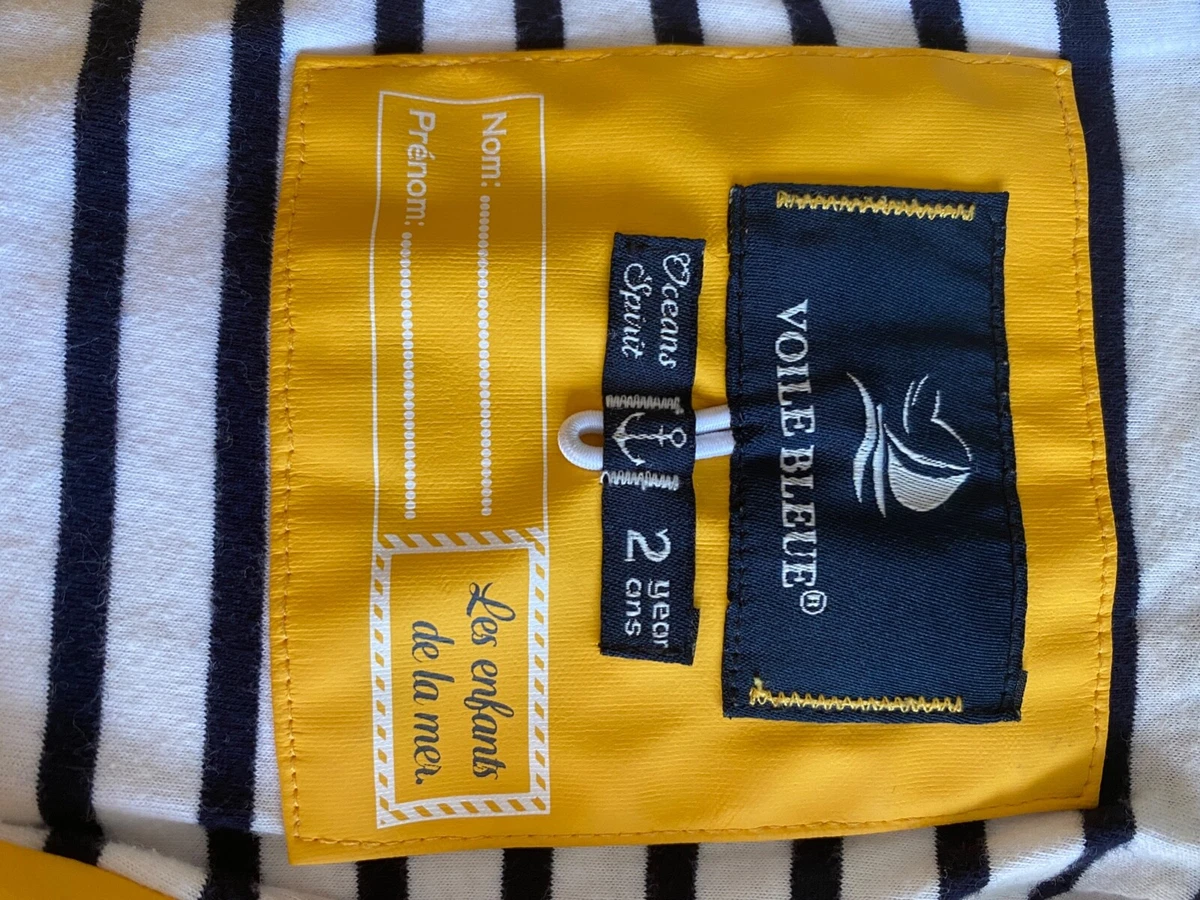 VOILE BLEUE®
Oceans
Spirit
2 year
ans
Nom:
Prénom:
Les enfants
de la mer.